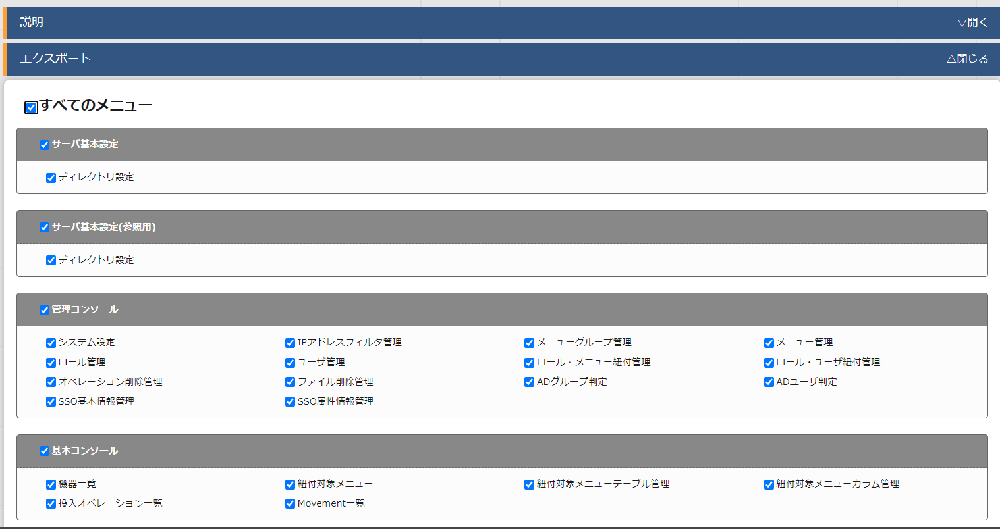 説明 ▽開く
エクスポート △閉じる
すべてのメニュー
サーバ基本設定
ディレクトリ設定
サーバ基本設定(参照用)
ディレクトリ設定
管理コンソール
システム設定 IPアドレスフィルタ管理 メニューグループ管理 メニュー管理
ロール管理 ユーザ管理 ロール・メニュー紐付管理 ロール・ユーザ紐付管理
オペレーション削除管理 ファイル削除管理 ADグループ判定 ADユーザ判定
SSO基本情報管理 SSO属性情報管理
基本コンソール
機器一覧 紐付対象メニュー 紐付対象メニューテーブル管理 紐付対象メニューカラム管理
投入オペレーション一覧 Movement一覧